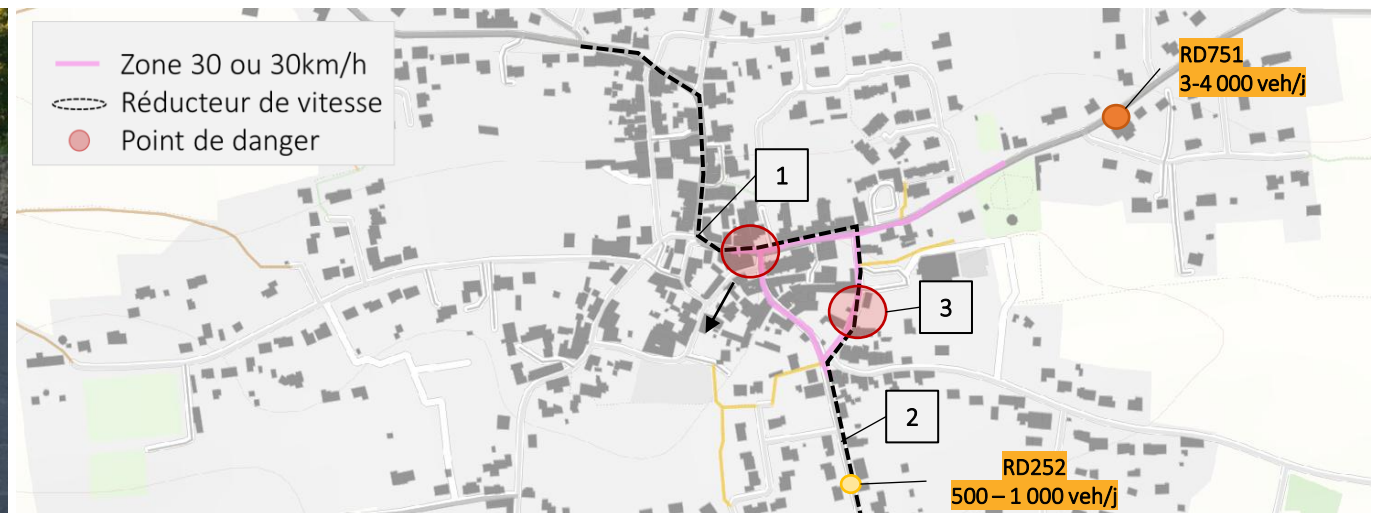 Zone 30 ou 30km/h
Réducteur de vitesse
Point de danger
RD751
3-4 000 veh/j
1
3
2
RD252
500 – 1 000 veh/j